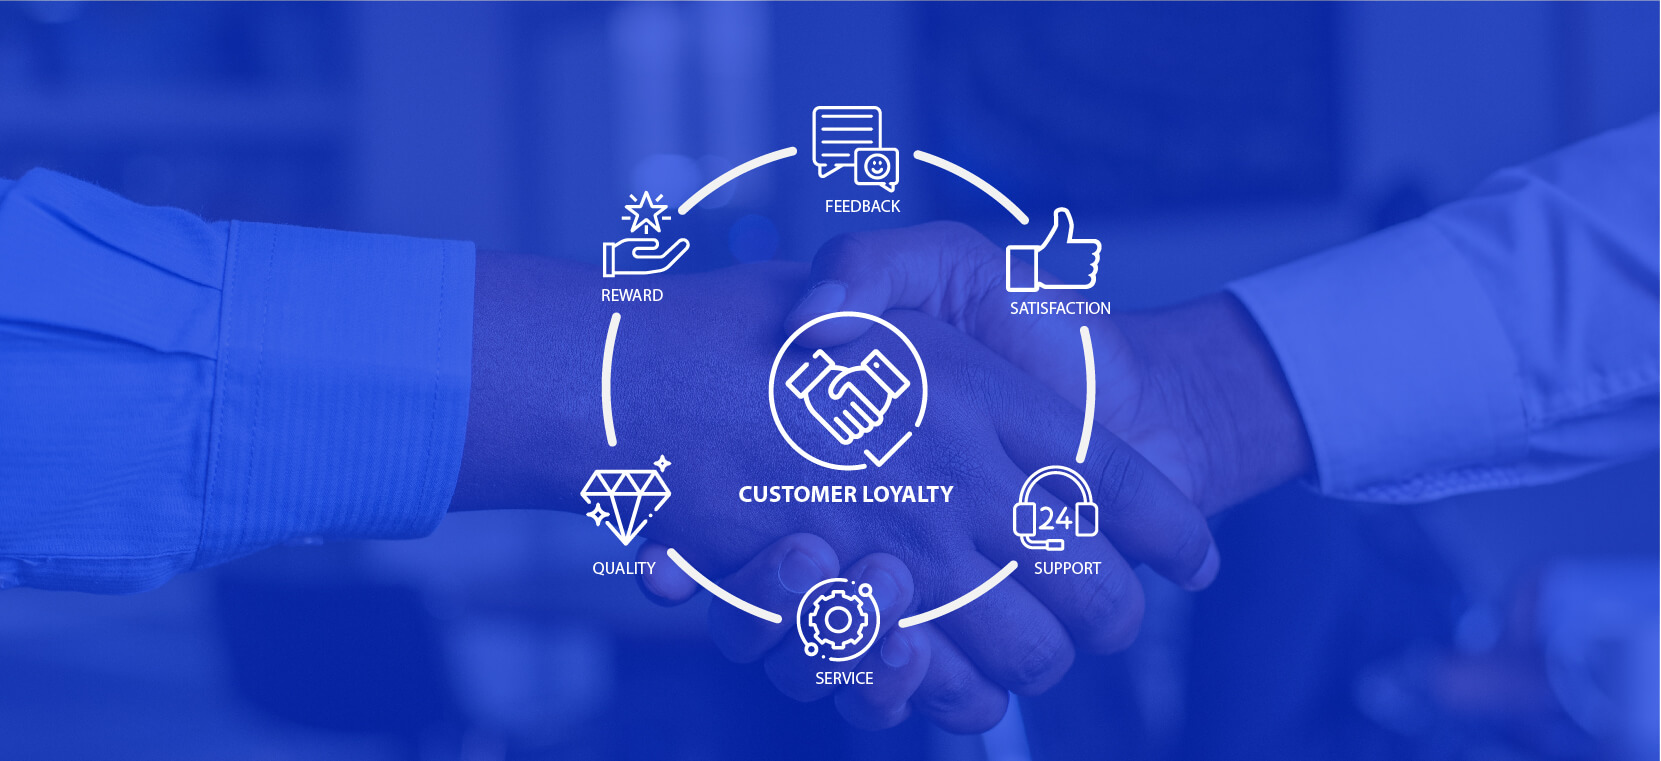 FEEDBACK
SATISFACTION
SUPPORT
SERVICE
QUALITY
REWARD
CUSTOMER LOYALTY
24